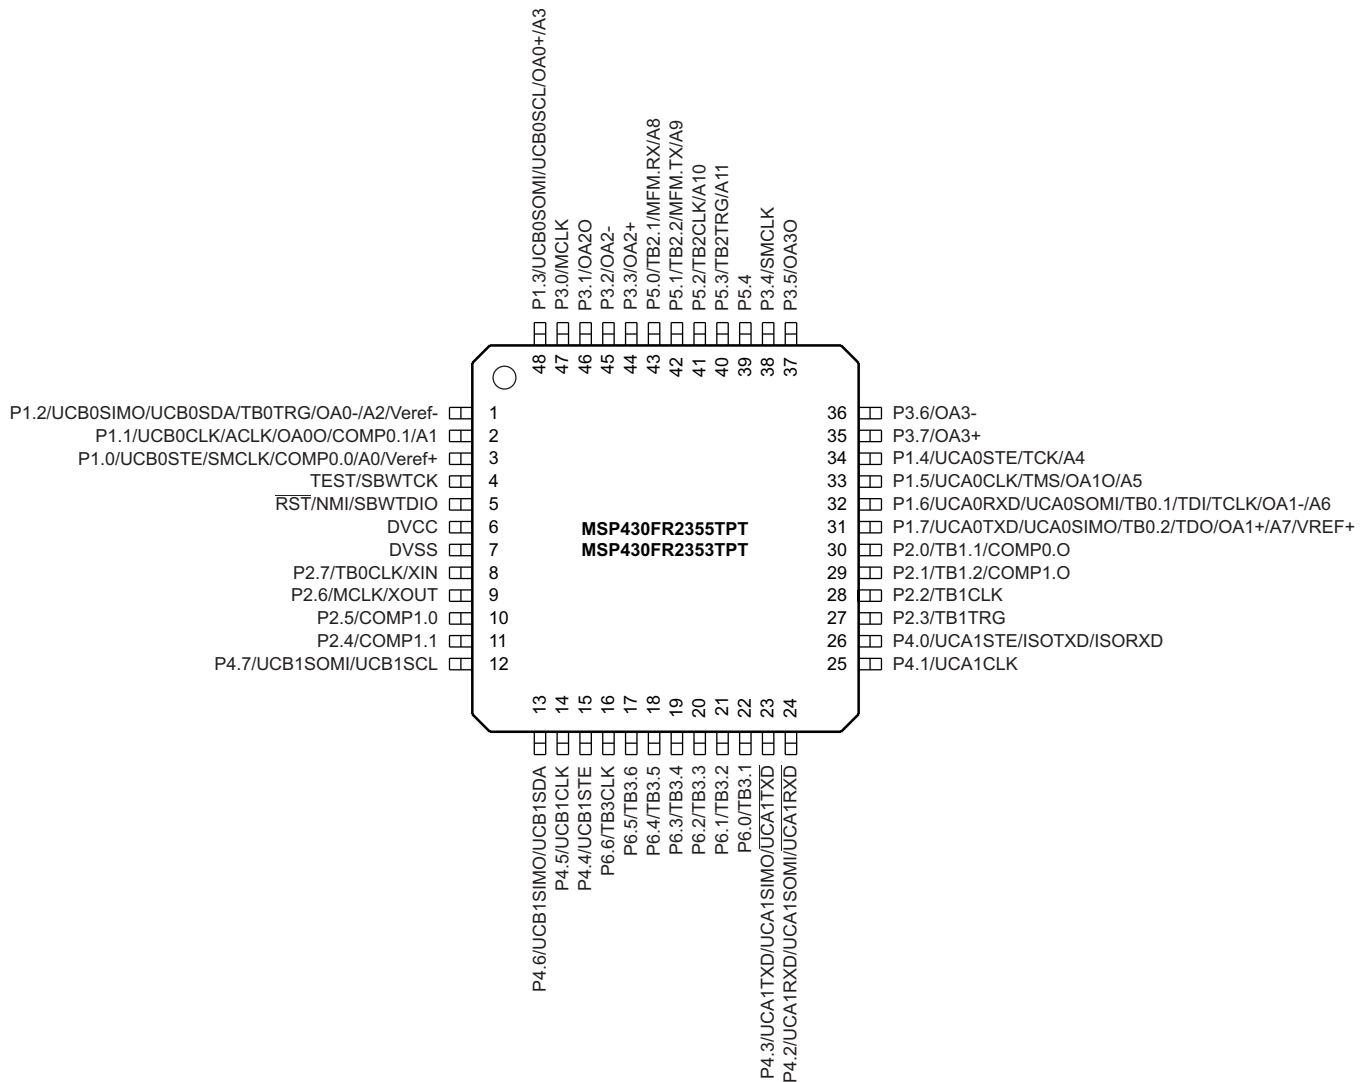 P1.3/UCB0SOMI/UCB0SCL/OA0+/A3
P3.0/MCLK
P3.1/OA2O
P3.2/OA2-
P3.3/OA2+
P5.0/TB2.1/MFM.RX/A8
P5.1/TB2.2/MFM.TX/A9
P5.2/TB2CLK/A10
P5.3/TB2TRG/A11
P5.4
P3.4/SMCLK
P3.5/OA3O
48
47
46
45
44
43
42
41
40
39
38
37
P1.2/UCB0SIMO/UCB0SDA/TB0TRG/OA0-/A2/Veref- 1
P1.1/UCB0CLK/ACLK/OA0O/COMP0.1/A1 2
P1.0/UCB0STE/SMCLK/COMP0.0/A0/Veref+ 3
TEST/SBWTCK 4
RST/NMI/SBWTDIO 5
DVCC 6
DVSS 7
P2.7/TB0CLK/XIN 8
P2.6/MCLK/XOUT 9
P2.5/COMP1.0 10
P2.4/COMP1.1 11
P4.7/UCB1SOMI/UCB1SCL 12
MSP430FR2355TPT
MSP430FR2353TPT
36 P3.6/OA3-
35 P3.7/OA3+
34 P1.4/UCA0STE/TCK/A4
33 P1.5/UCA0CLK/TMS/OA1O/A5
32 P1.6/UCA0RXD/UCA0SOMI/TB0.1/TDI/TCLK/OA1-/A6
31 P1.7/UCA0TXD/UCA0SIMO/TB0.2/TDO/OA1+/A7/VREF+
30 P2.0/TB1.1/COMP0.O
29 P2.1/TB1.2/COMP1.O
28 P2.2/TB1CLK
27 P2.3/TB1TRG
26 P4.0/UCA1STE/ISOTXD/ISORXD
25 P4.1/UCA1CLK
13
14
15
16
17
18
19
20
21
22
23
24
P4.6/UCB1SIMO/UCB1SDA
P4.5/UCB1CLK
P4.4/UCB1STE
P6.6/TB3CLK
P6.5/TB3.6
P6.4/TB3.5
P6.3/TB3.4
P6.2/TB3.3
P6.1/TB3.2
P6.0/TB3.1
P4.3/UCA1TXD/UCA1SIMO/UCA1TXD
P4.2/UCA1RXD/UCA1SOMI/UCA1RXD